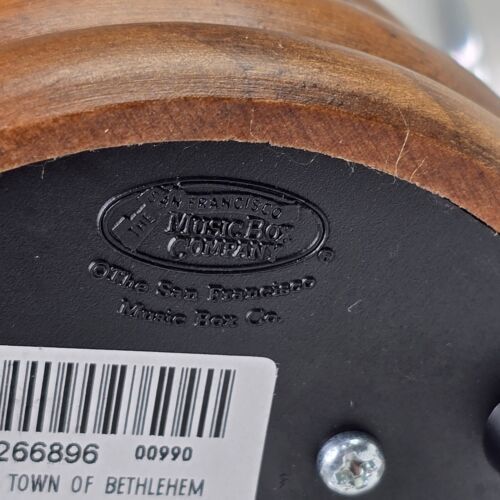 THE SAN FRANCISCO
MUSIC BOX
COMPANY
®
©The San Francisco
Music Box Co.
266896 00990
TOWN OF BETHLEHEM